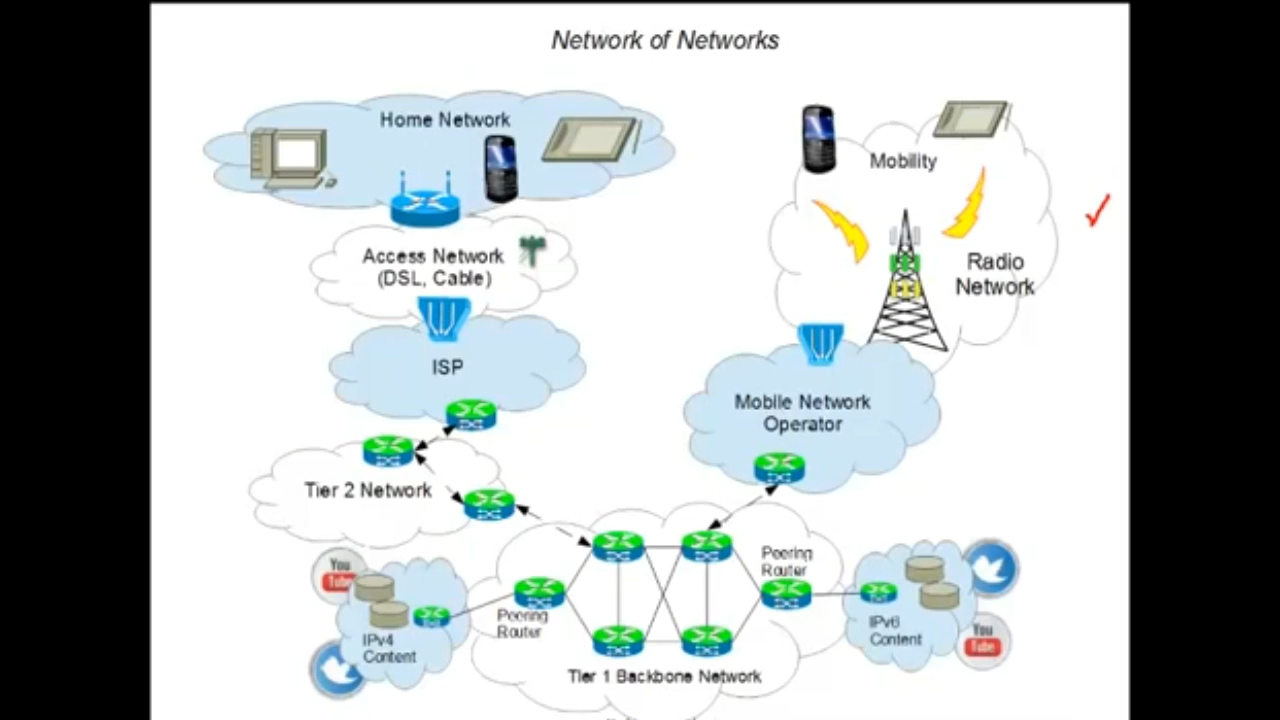 Network of Networks
Home Network
Mobility
Access Network
(DSL, Cable)
Radio
Network
ISP
Mobile Network
Operator
Tier 2 Network
Peering
Router
You
Tube
IPv4
Content
Peering
Router
IPv6
Content
You
Tube
Tier 1 Backbone Network